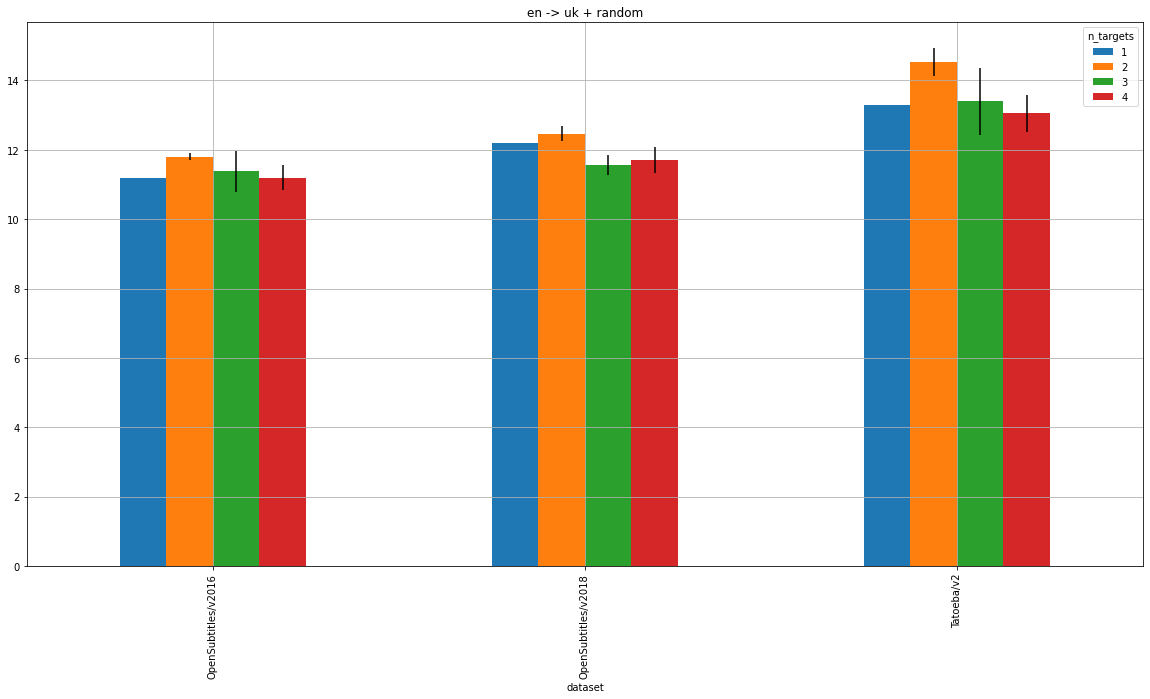 en -> uk + random
n_targets
1
2
3
4
14
12
10
8
6
4
2
0
OpenSubtitles/v2016
OpenSubtitles/v2018
Tatoeba/v2
dataset